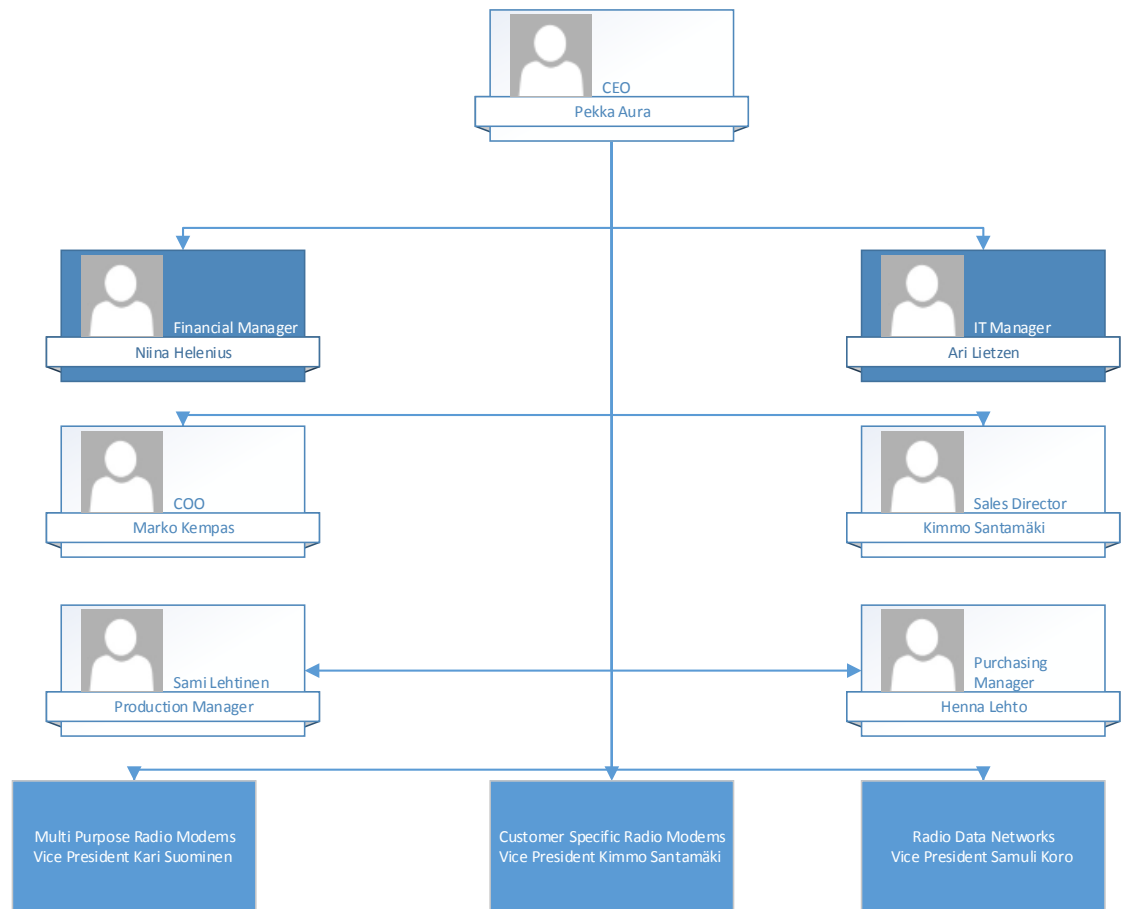 CEO
Pekka Aura
Financial Manager
Niina Helenius
IT Manager
Ari Lietzen
COO
Marko Kempas
Sales Director
Kimmo Santamäki
Sami Lehtinen
Production Manager
Purchasing
Manager
Henna Lehto
Multi Purpose Radio Modems
Vice President Kari Suominen
Customer Specific Radio Modems
Vice President Kimmo Santamäki
Radio Data Networks
Vice President Samuli Koro